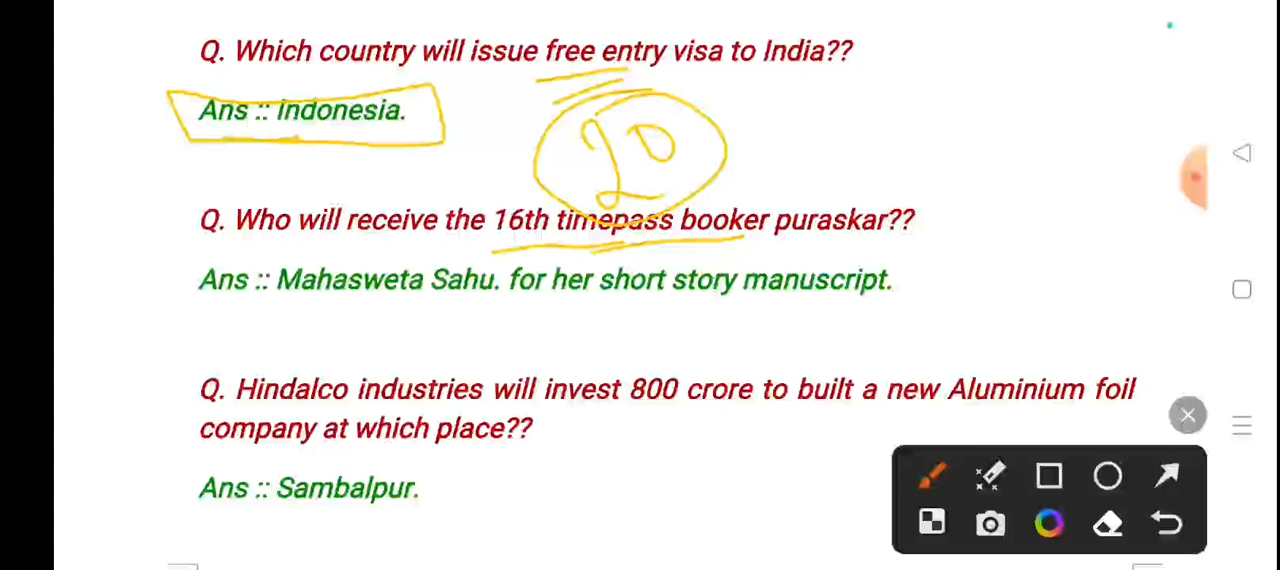 Q. Which country will issue free entry visa to India??
Ans :: Indonesia.
20
Q. Who will receive the 16th timepass booker puraskar??
Ans :: Mahasweta Sahu. for her short story manuscript.
Q. Hindalco industries will invest 800 crore to built a new Aluminium foil
company at which place??
Ans :: Sambalpur.